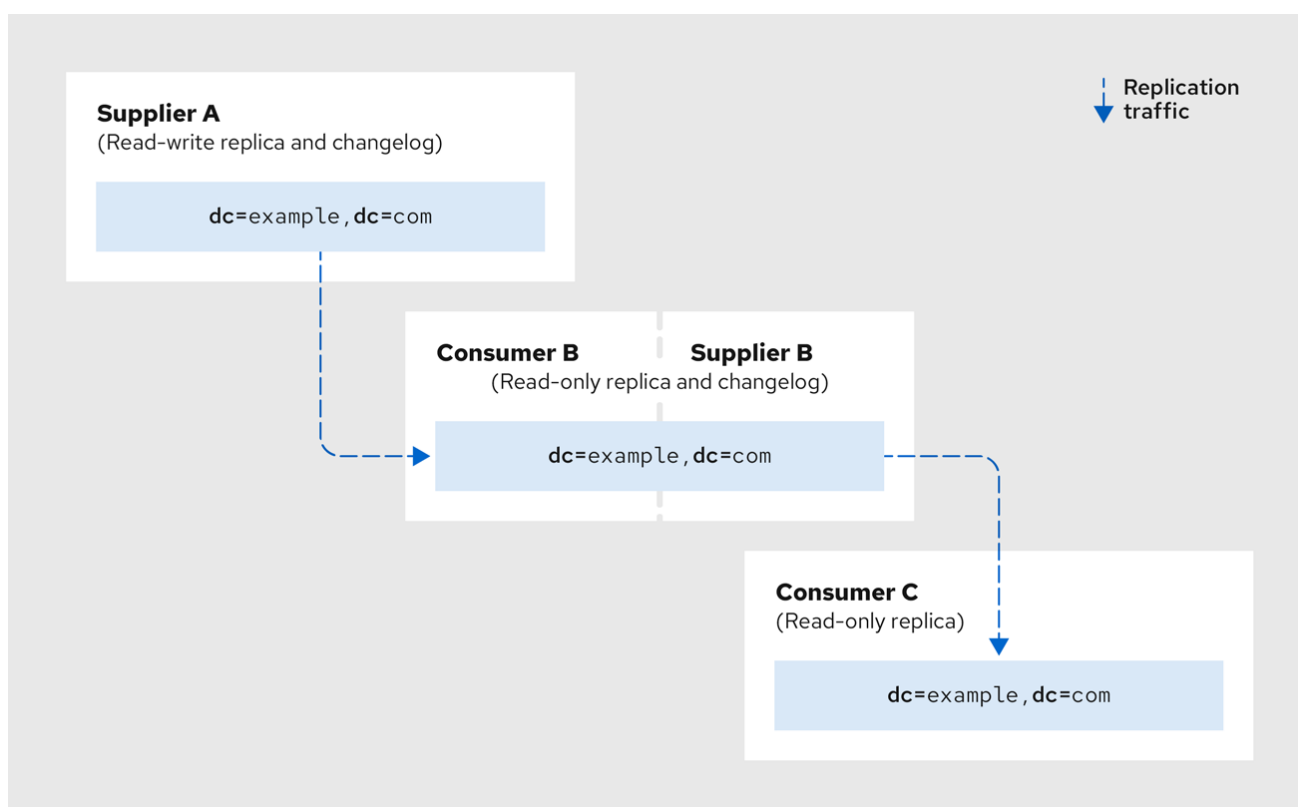 Supplier A
(Read-write replica and changelog)
dc=example,dc=com
Replication
traffic
Consumer B
Supplier B
(Read-only replica and changelog)
dc=example,dc=com
Consumer C
(Read-only replica)
dc=example,dc=com